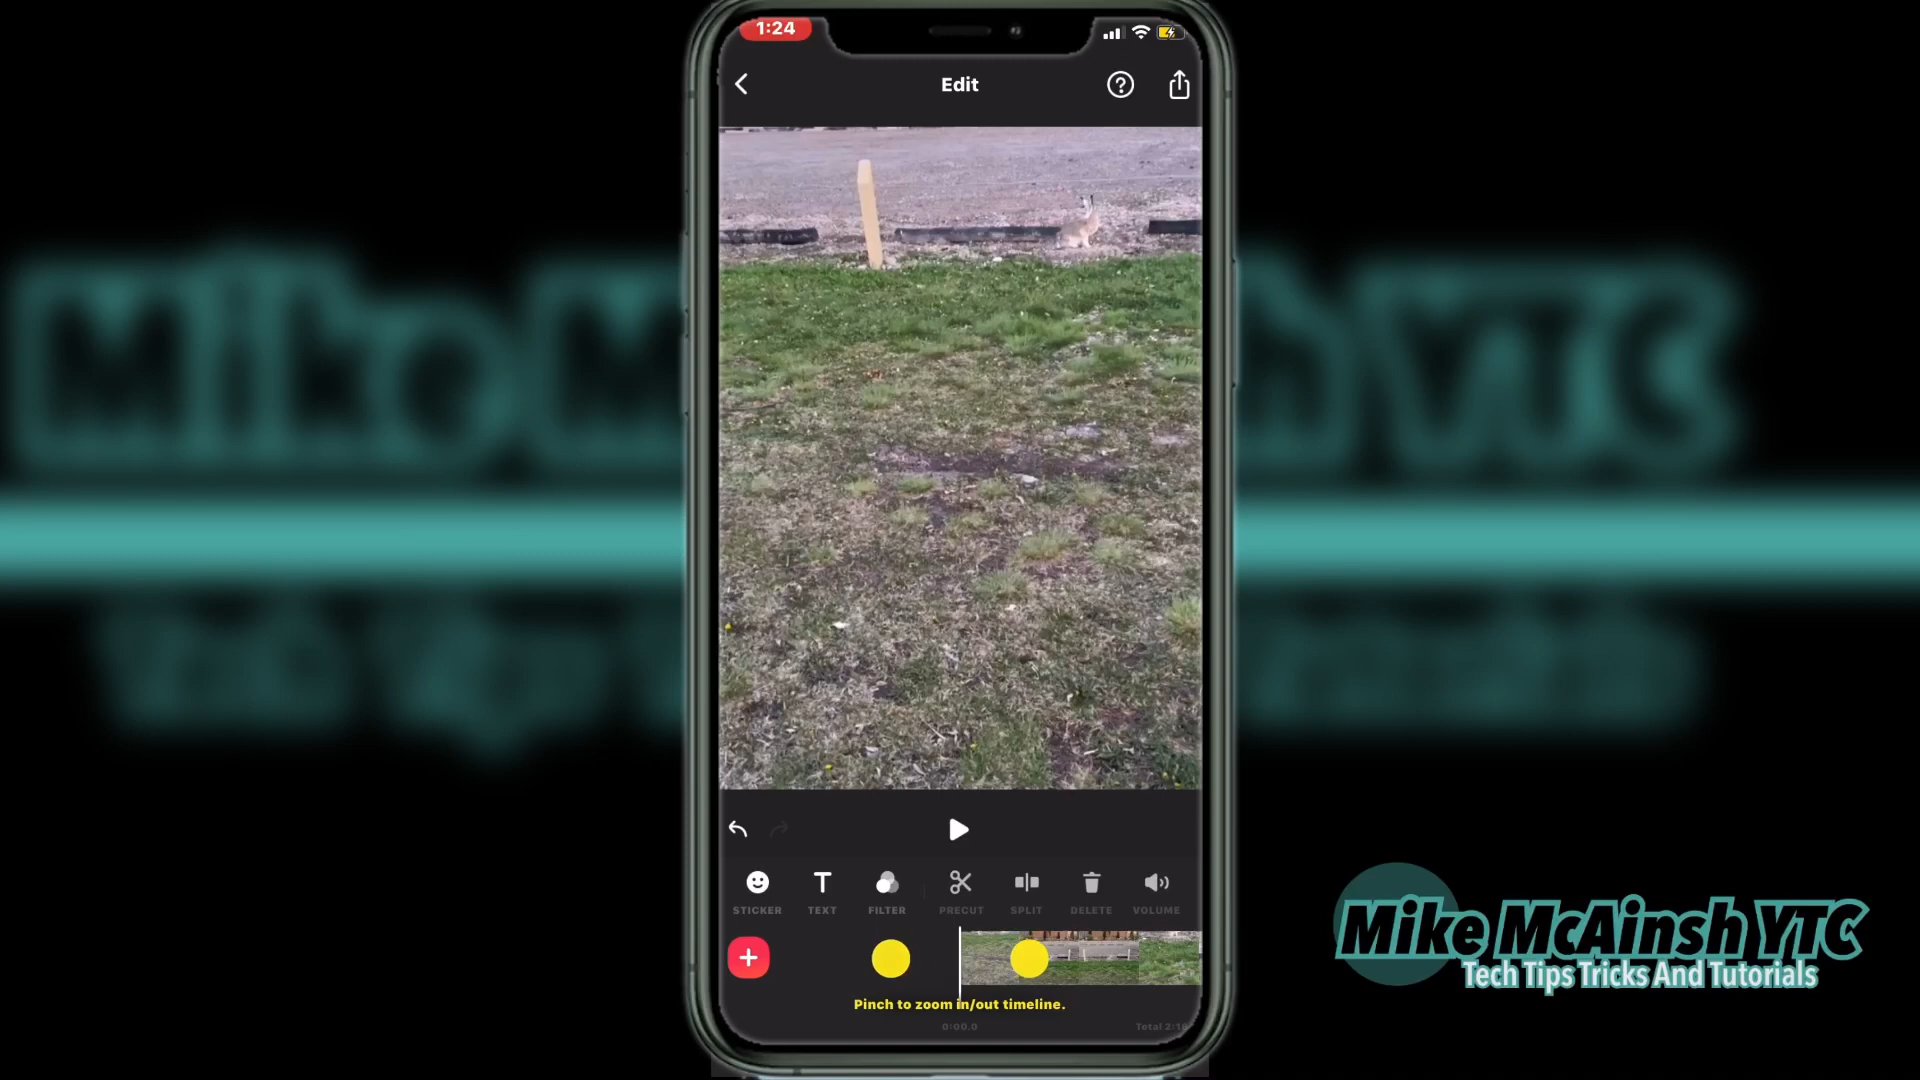 1:24
Edit
STICKER TEXT FILTER PRECUT SPLIT DELETE VOLUME
Pinch to zoom in/out timeline.
0:00.0
Total
Mike McAinsh YTC
Tech Tips Tricks And Tutorials